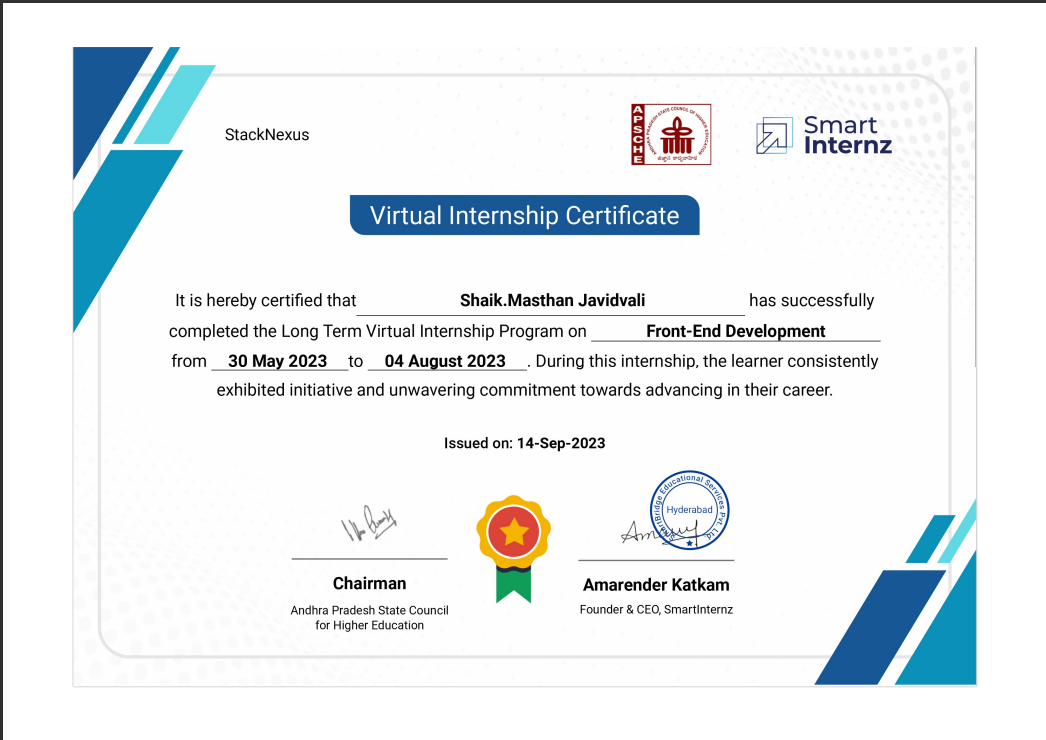 StackNexus
APSCHE
ANDHRA PRADESH STATE COUNCIL OF HIGHER EDUCATION
Smart
Internz
Virtual Internship Certificate
It is hereby certified that Shaik.Masthan Javidvali has successfully
completed the Long Term Virtual Internship Program on Front-End Development
from 30 May 2023 to 04 August 2023 . During this internship, the learner consistently
exhibited initiative and unwavering commitment towards advancing in their career.
Issued on: 14-Sep-2023
Educational Services Pvt. Ltd
Hyderabad
Chairman
Andhra Pradesh State Council
for Higher Education
Amarender Katkam
Founder & CEO, SmartInternz